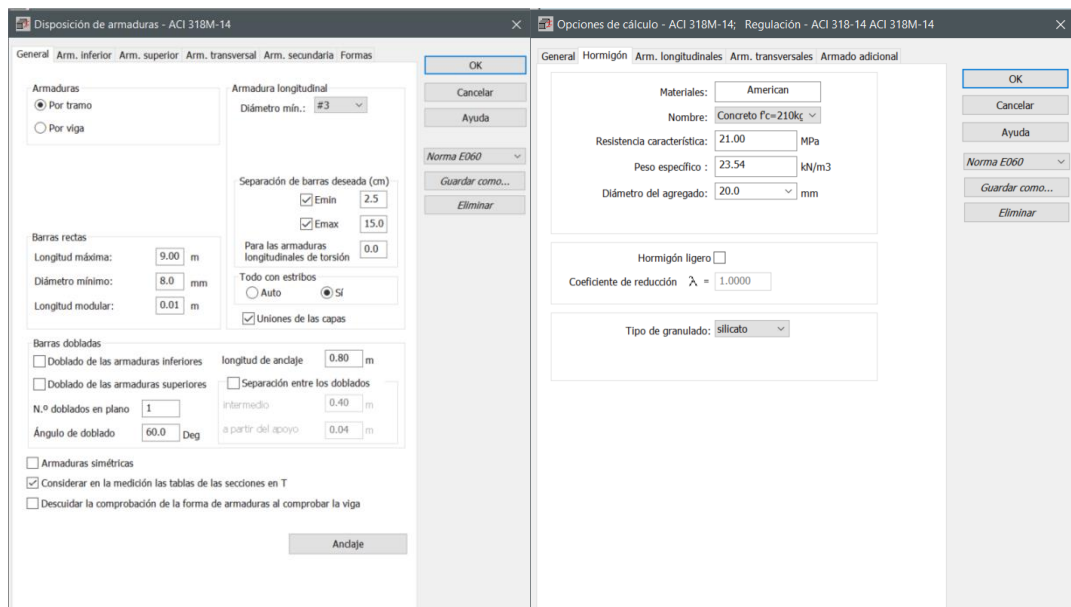 Disposición de armaduras - ACI 318M-14
General Arm. inferior Arm. superior Arm. transversal Arm. secundaria Formas
Armaduras
Por tramo
Por viga
Armadura longitudinal
Diámetro mín.: #3
Separación de barras deseada (cm)
Emin 2.5
Emax 15.0
Para las armaduras
longitudinales de torsión 0.0
Barras rectas
Longitud máxima: 9.00 m
Diámetro mínimo: 8.0 mm
Longitud modular: 0.01 m
Todo con estribos
Auto Sí
Uniones de las capas
Barras dobladas
Doblado de las armaduras inferiores
Doblado de las armaduras superiores
N.º doblados en plano 1
Ángulo de doblado 60.0 Deg
longitud de anclaje 0.80 m
Separación entre los doblados
intermedio 0.40 m
a partir del apoyo 0.04 m
Armaduras simétricas
Considerar en la medición las tablas de las secciones en T
Descuidar la comprobación de la forma de armaduras al comprobar la viga
Anclaje
OK
Cancelar
Ayuda
Norma E060
Guardar como...
Eliminar
Opciones de cálculo - ACI 318M-14; Regulación - ACI 318-14 ACI 318M-14
General Hormigón Arm. longitudinales Arm. transversales Armado adicional
Materiales: American
Nombre: Concreto f'c=210kg
Resistencia característica: 21.00 MPa
Peso específico : 23.54 kN/m3
Diámetro del agregado: 20.0 mm
Hormigón ligero
Coeficiente de reducción λ = 1.0000
Tipo de granulado: silicato
OK
Cancelar
Ayuda
Norma E060
Guardar como...
Eliminar